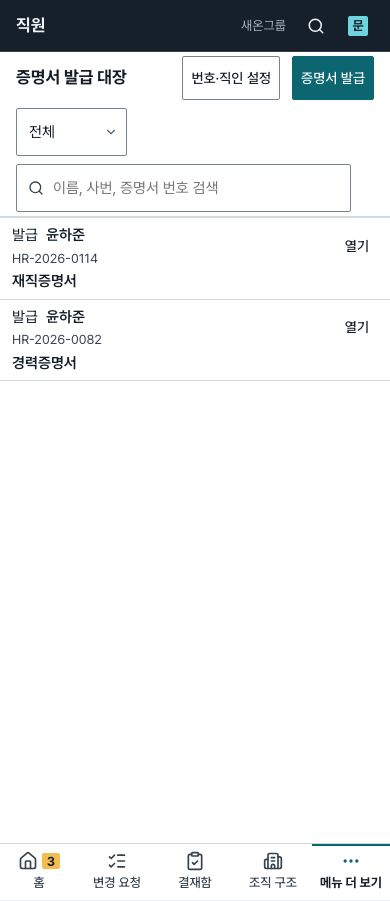 직원
새온그룹
문
증명서 발급 대장
번호·직인 설정
증명서 발급
전체
이름, 사번, 증명서 번호 검색
발급 윤하준
열기
HR-2026-0114
재직증명서
발급 윤하준
열기
HR-2026-0082
경력증명서
3
홈
변경 요청
결재함
조직 구조
메뉴 더 보기